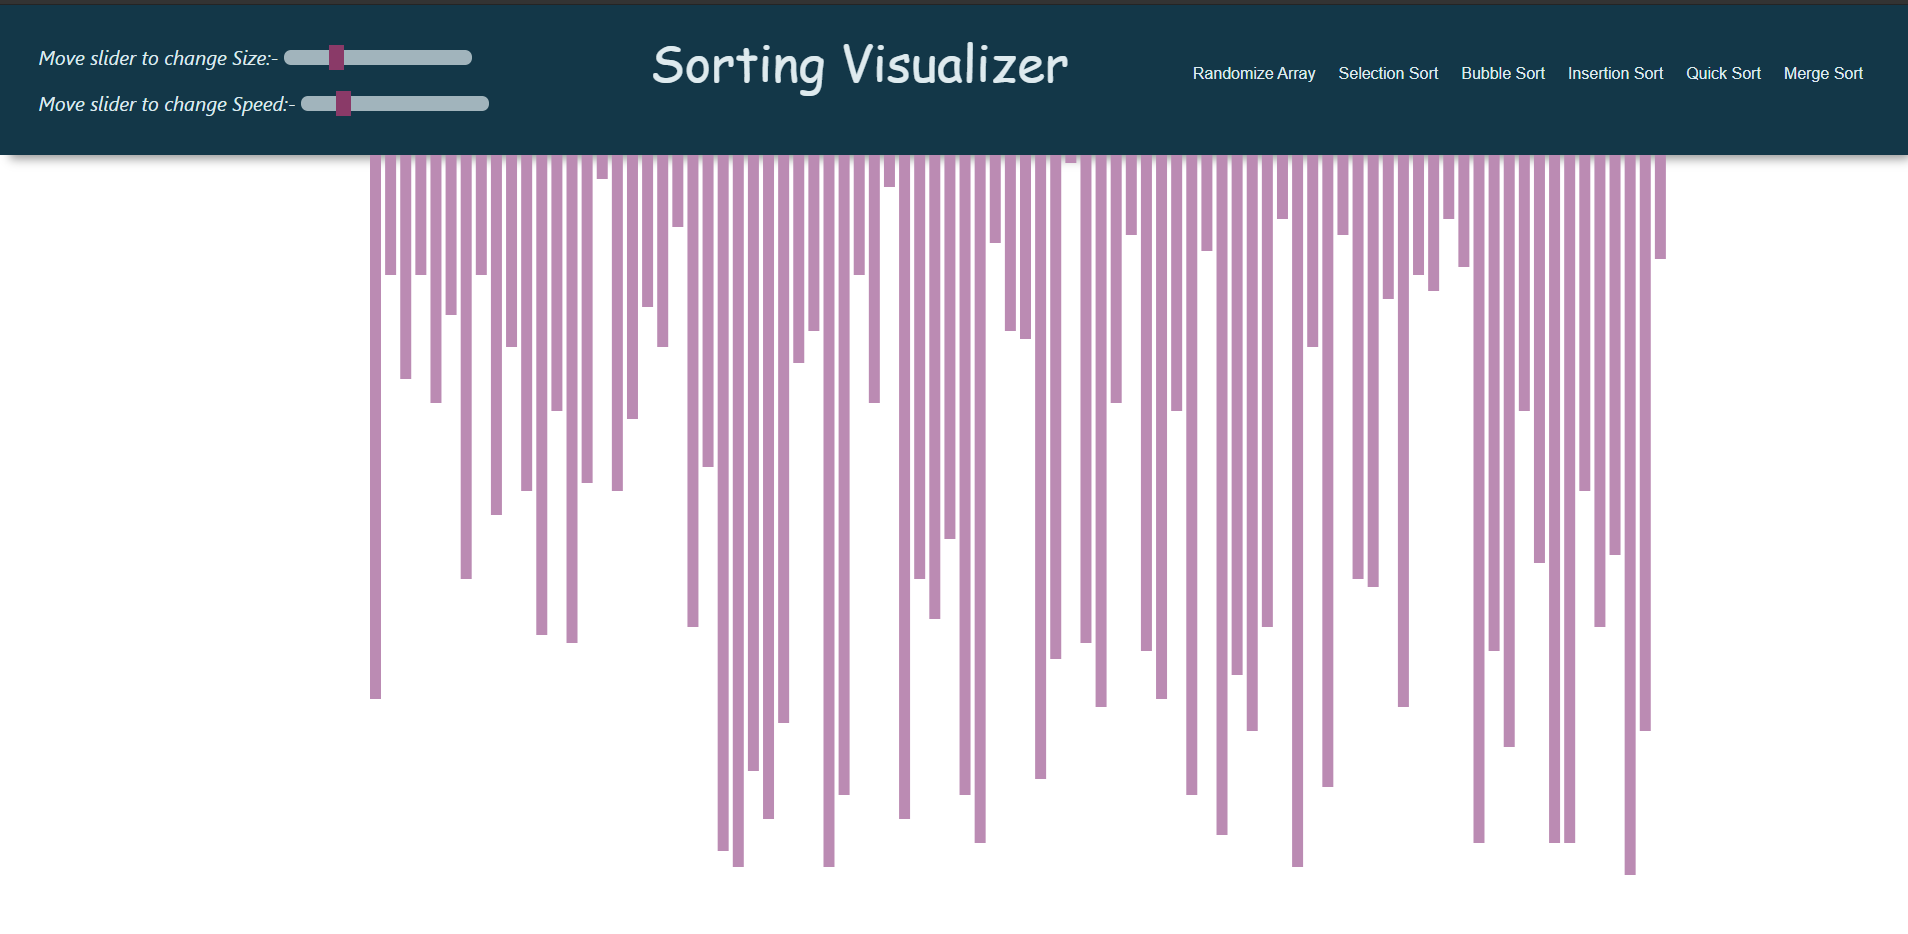 Move slider to change Size:-
Move slider to change Speed:-
Sorting Visualizer
Randomize Array Selection Sort Bubble Sort Insertion Sort Quick Sort Merge Sort